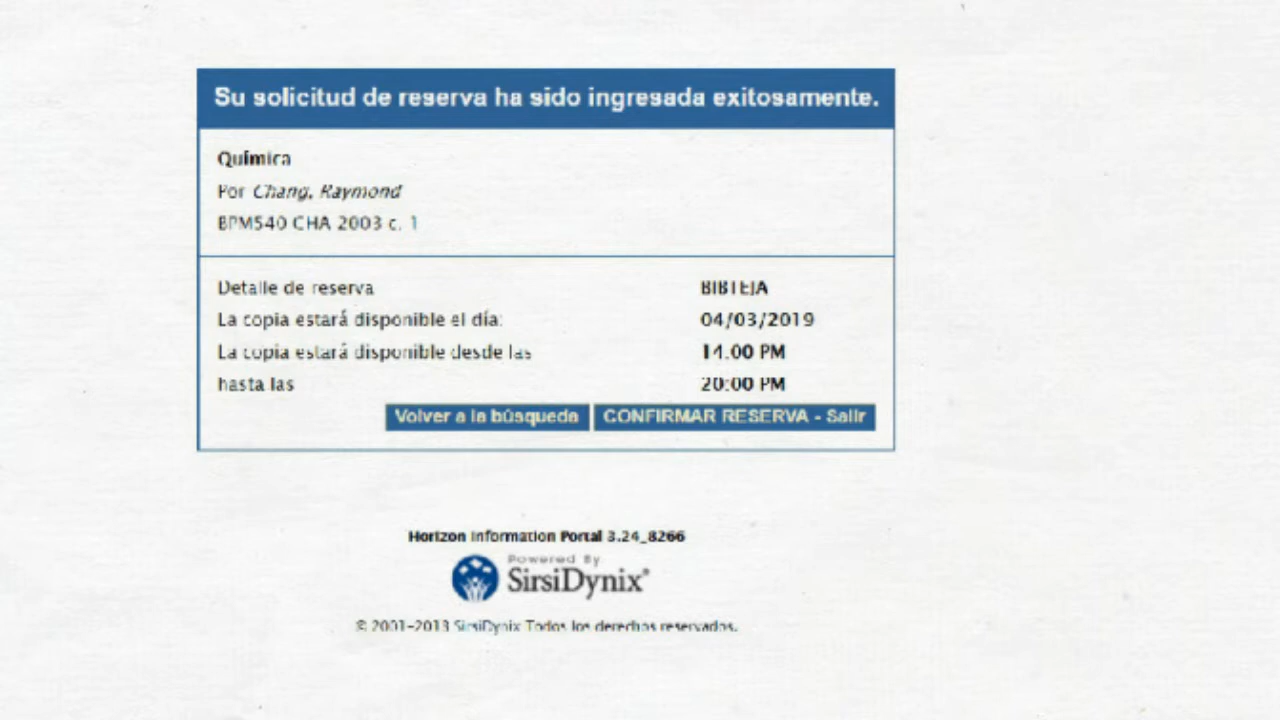 Su solicitud de reserva ha sido ingresada exitosamente.
Química
Por Chang, Raymond
BPM540 CHA 2003 c. 1
Detalle de reserva BIBTEJA
La copia estará disponible el día: 04/03/2019
La copia estará disponible desde las 14:00 PM
hasta las 20:00 PM
Volver a la búsqueda CONFIRMAR RESERVA - Salir
Horizon Information Portal 3.24_8266
Powered By
SirsiDynix®
© 2001-2013 SirsiDynix Todos los derechos reservados.